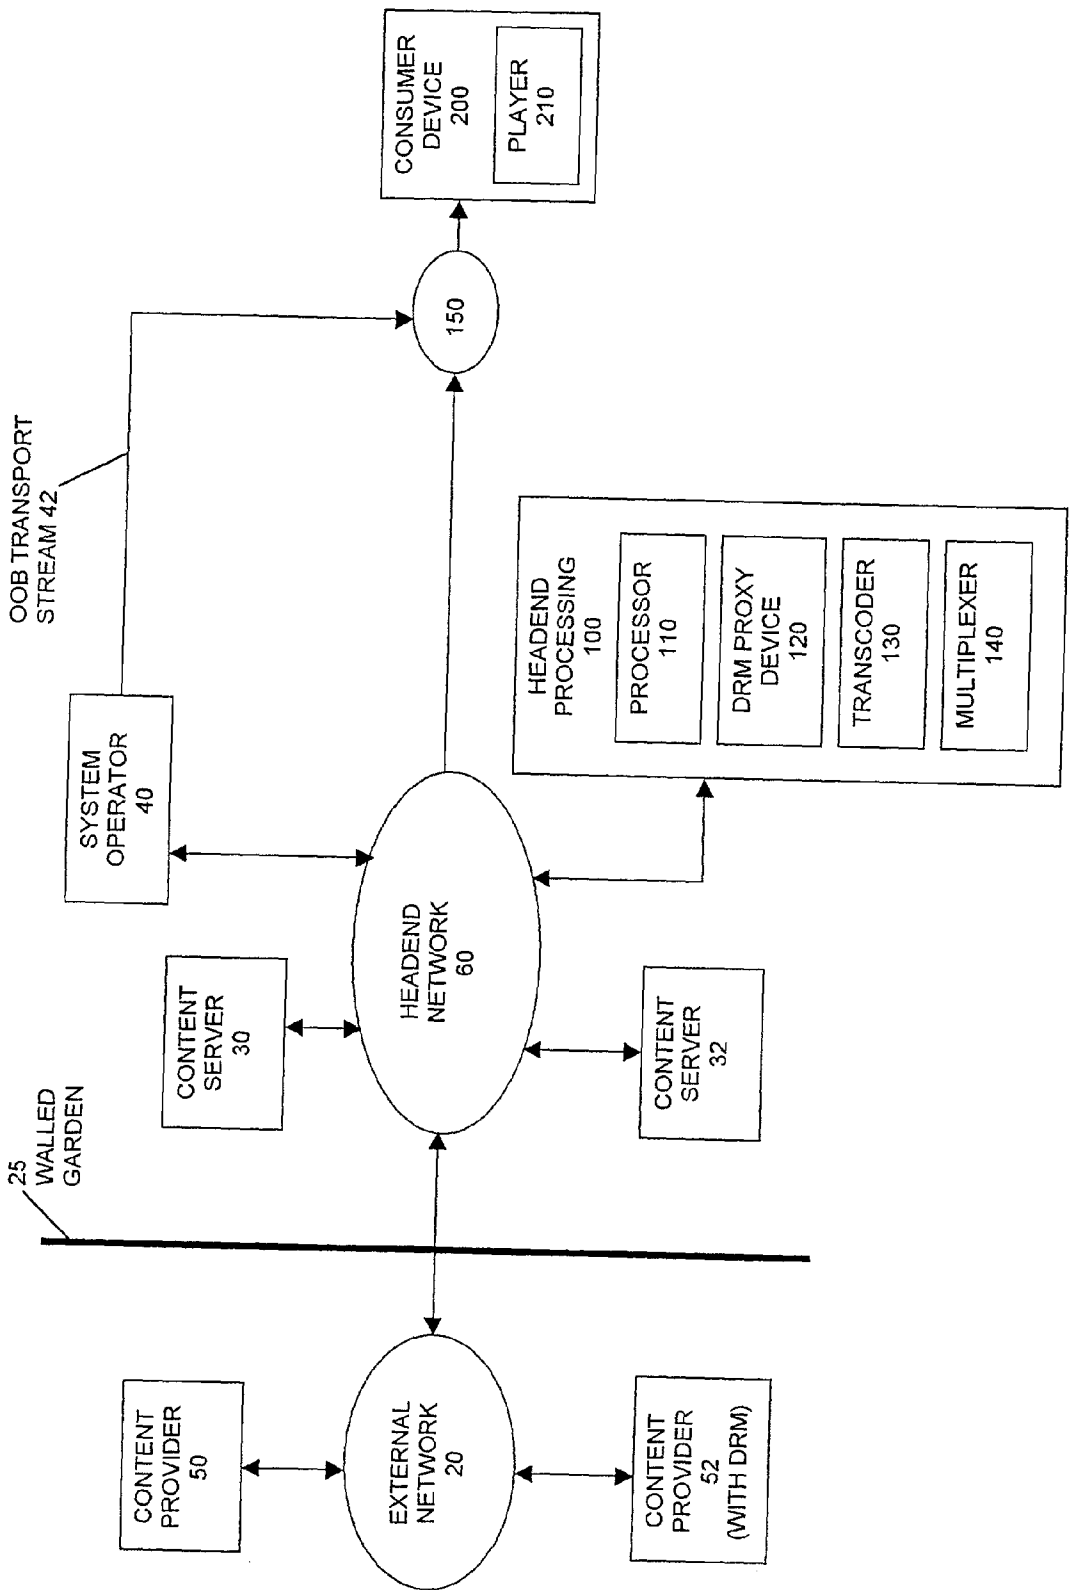 25
WALLED
GARDEN
OOB TRANSPORT
STREAM 42
CONTENT
PROVIDER
50
EXTERNAL
NETWORK
20
CONTENT
PROVIDER
52
(WITH DRM)
CONTENT
SERVER
30
HEADEND
NETWORK
60
CONTENT
SERVER
32
SYSTEM
OPERATOR
40
HEADEND
PROCESSING
100
PROCESSOR
110
DRM PROXY
DEVICE
120
TRANSCODER
130
MULTIPLEXER
140
150
CONSUMER
DEVICE
200
PLAYER
210